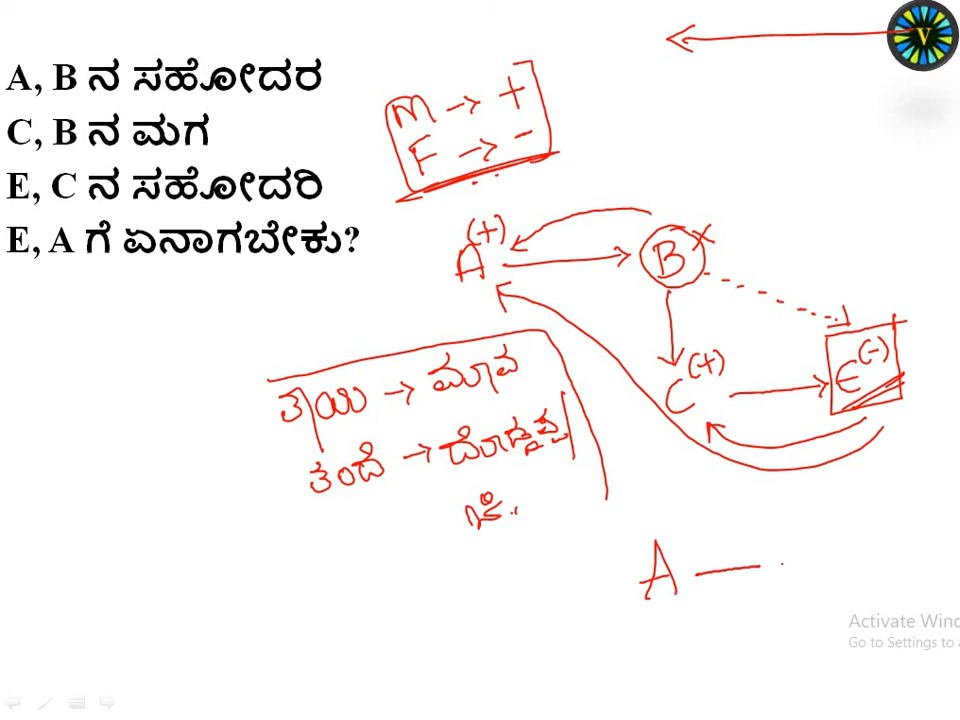 A, B ನ ಸಹೋದರ
C, B ನ ಮಗ
E, C ನ ಸಹೋದರಿ
E, A ಗೆ ಏನಾಗಬೇಕು?
V
M → +
F → -
A (+)
B x
C (+)
E (-)
ತಾಯಿ → ಮಾವ
ತಂದೆ → ದೊಡ್ಡಪ್ಪ
ಚಿ.
A —
Activate Wind
Go to Settings to a